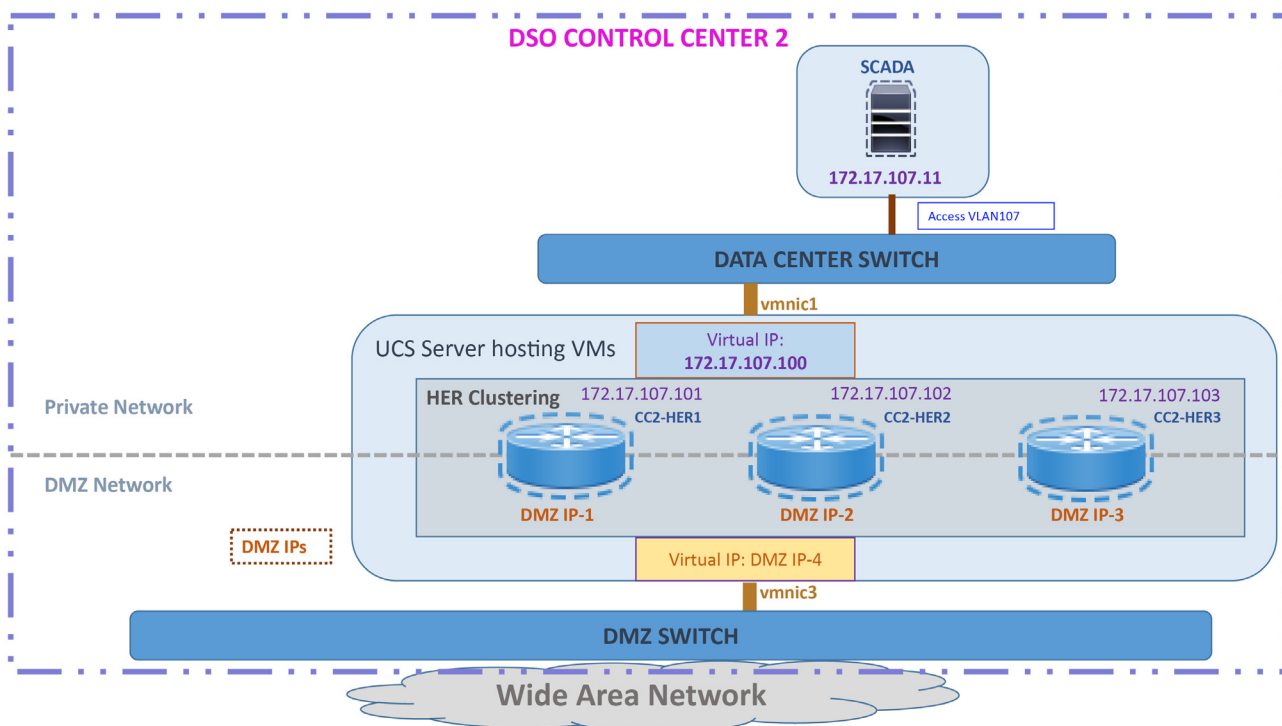 DSO CONTROL CENTER 2
SCADA
172.17.107.11
Access VLAN107
DATA CENTER SWITCH
vmnic1
UCS Server hosting VMs
Virtual IP:
172.17.107.100
HER Clustering
172.17.107.101
CC2-HER1
172.17.107.102
CC2-HER2
172.17.107.103
CC2-HER3
Private Network
DMZ Network
DMZ IP-1
DMZ IP-2
DMZ IP-3
DMZ IPs
Virtual IP: DMZ IP-4
vmnic3
DMZ SWITCH
Wide Area Network